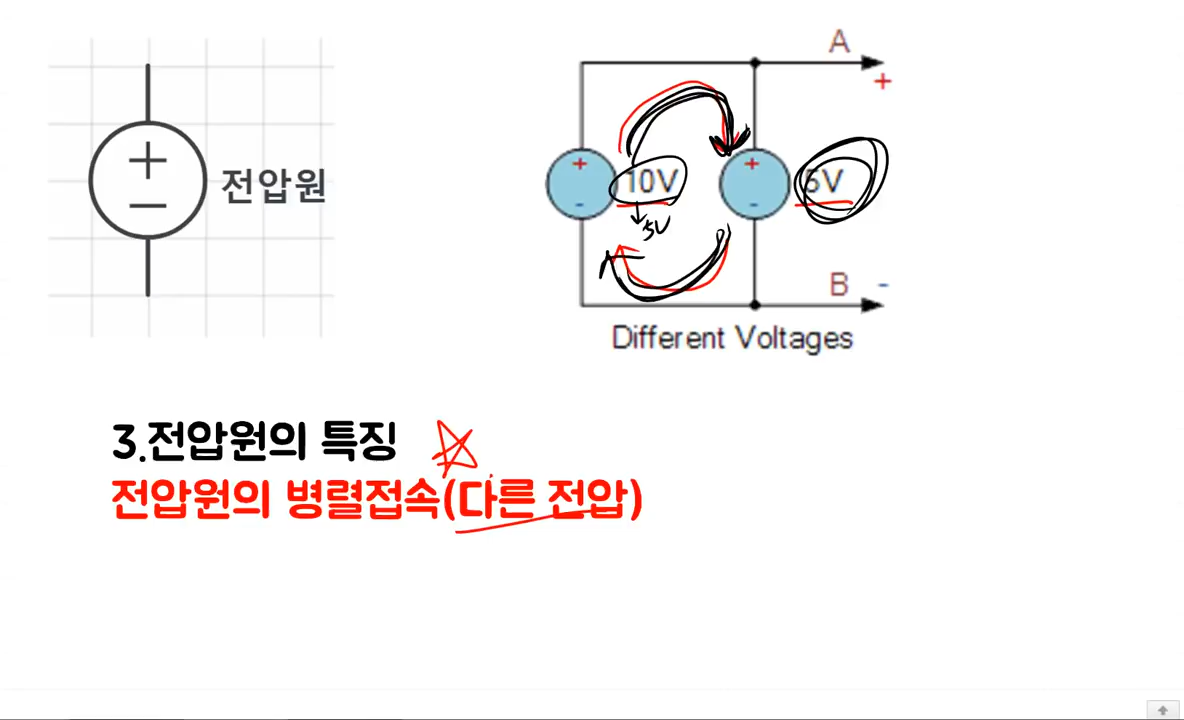 전압원
A
+
+
-
10V
5V
+
-
5V
B
-
Different Voltages
3.전압원의 특징
전압원의 병렬접속(다른 전압)